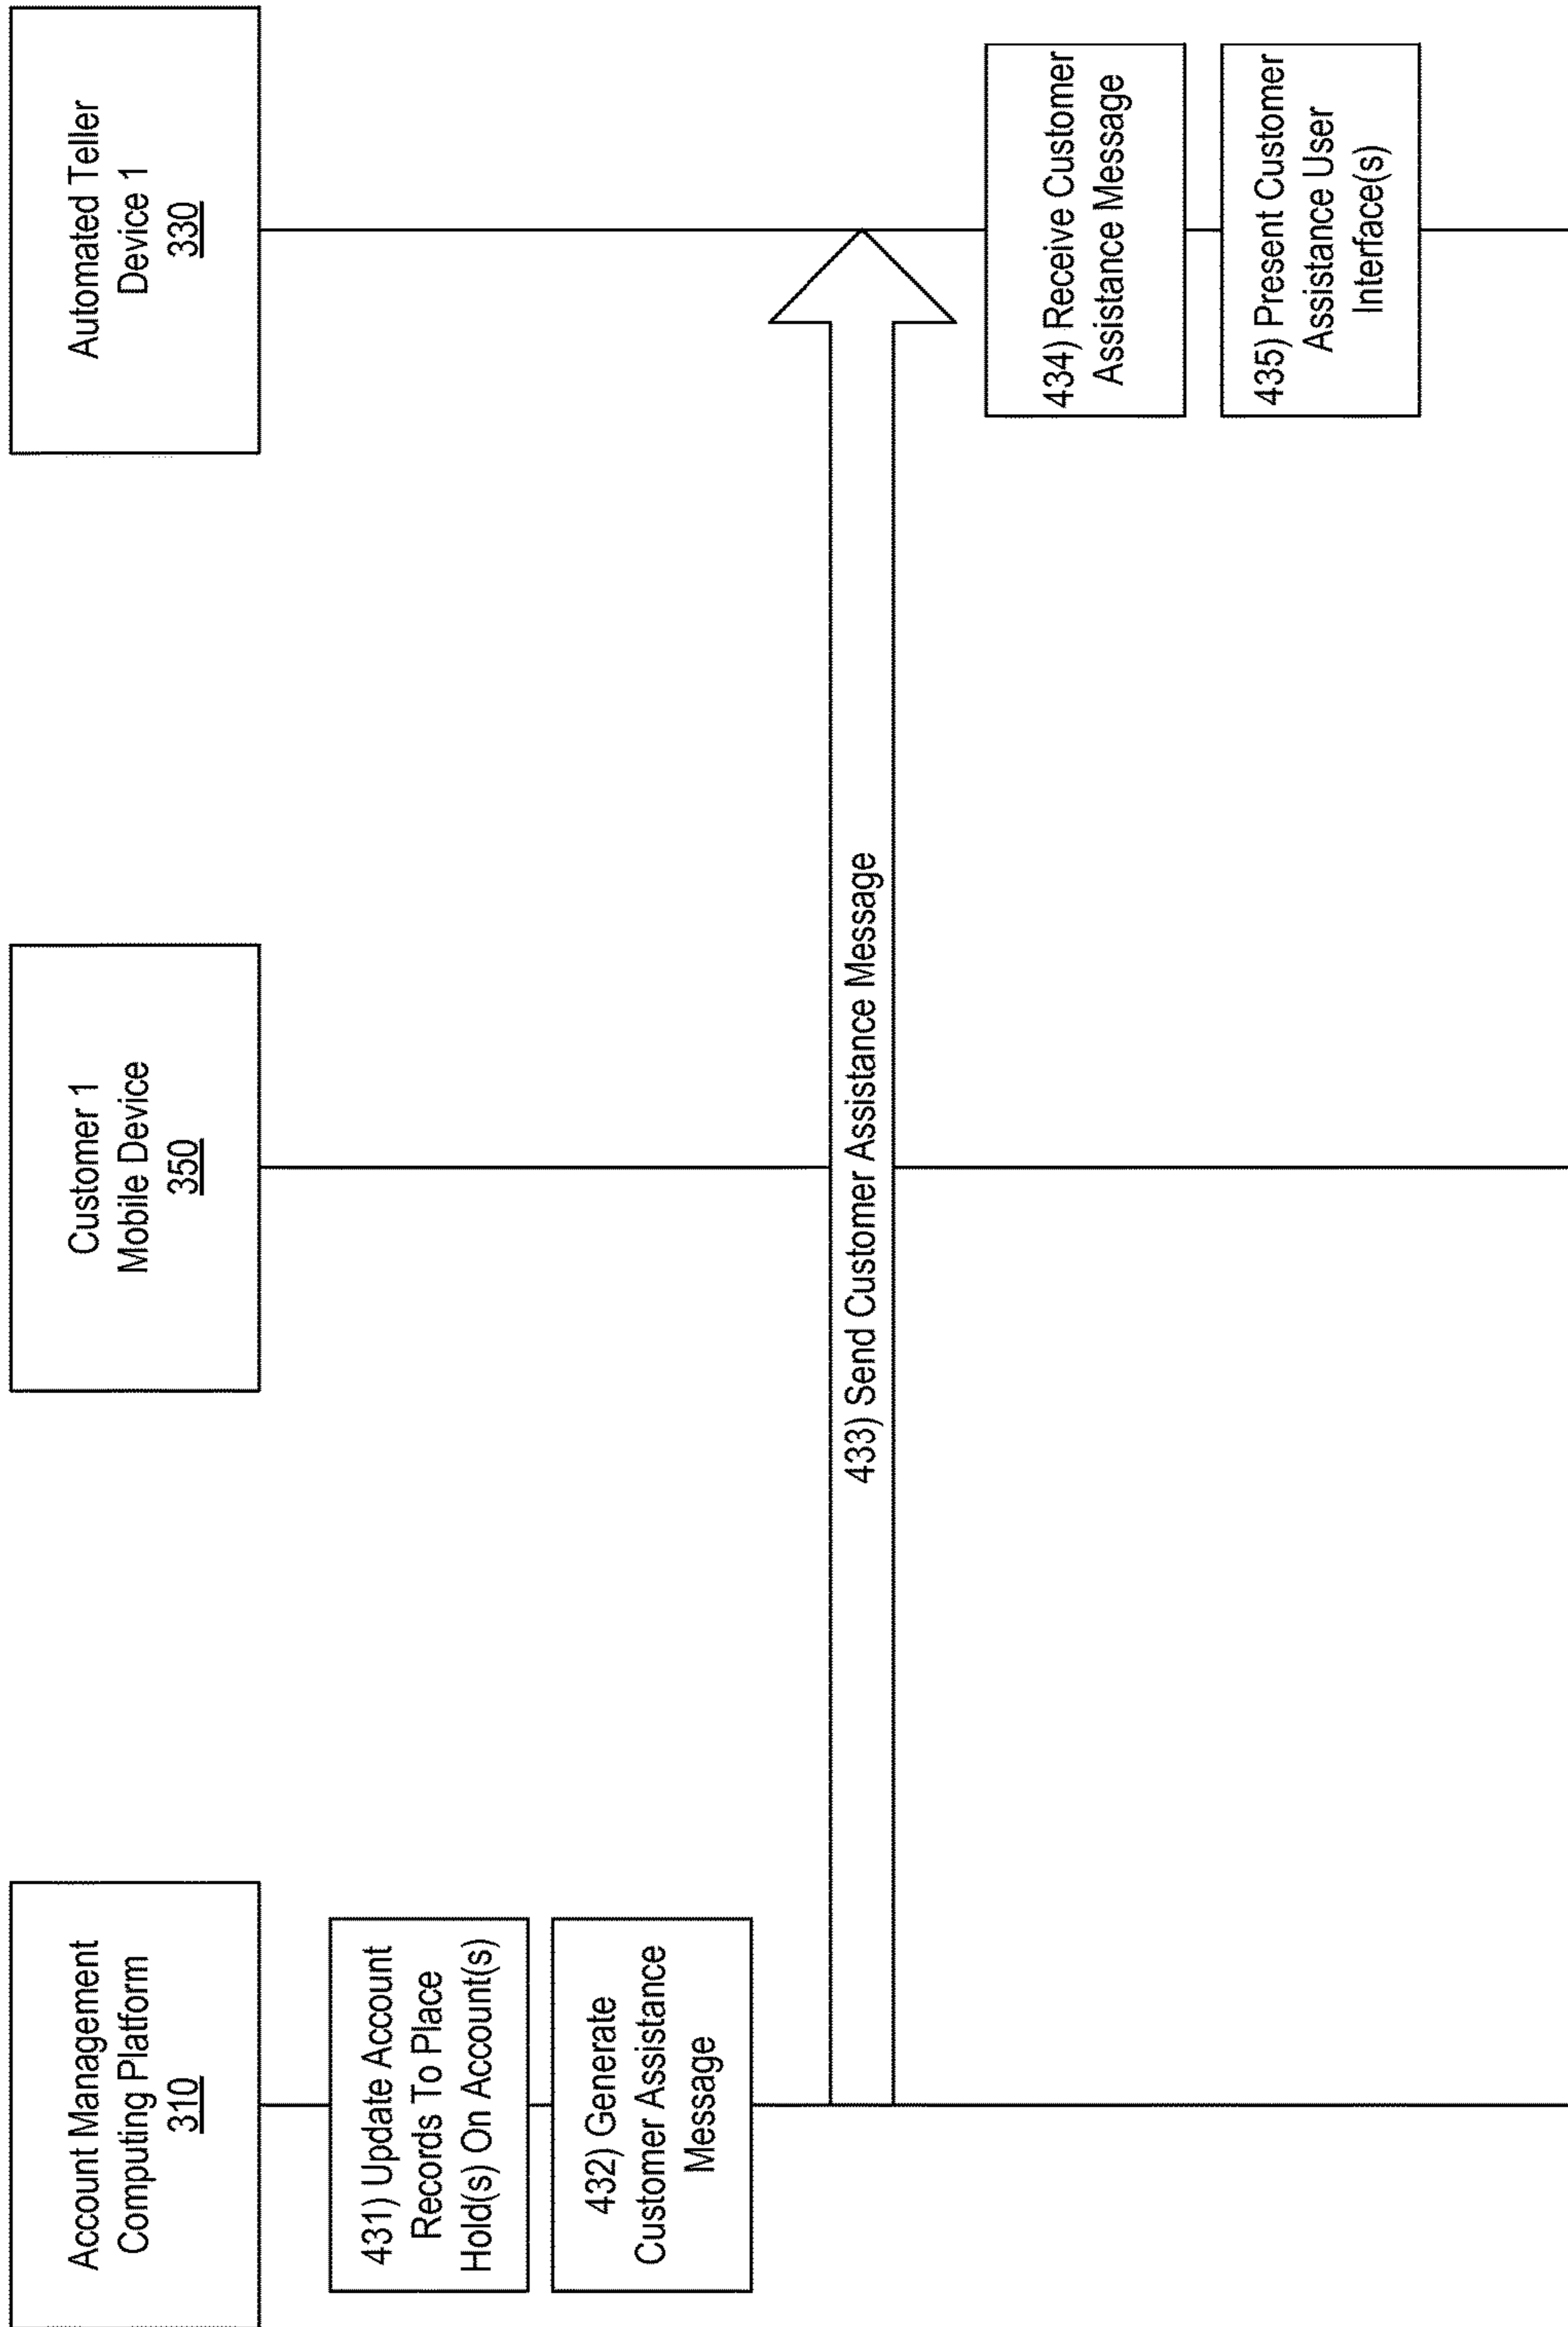 Account Management
Computing Platform
310
Customer 1
Mobile Device
350
Automated Teller
Device 1
330
431) Update Account
Records To Place
Hold(s) On Account(s)
432) Generate
Customer Assistance
Message
433) Send Customer Assistance Message
434) Receive Customer
Assistance Message
435) Present Customer
Assistance User
Interface(s)